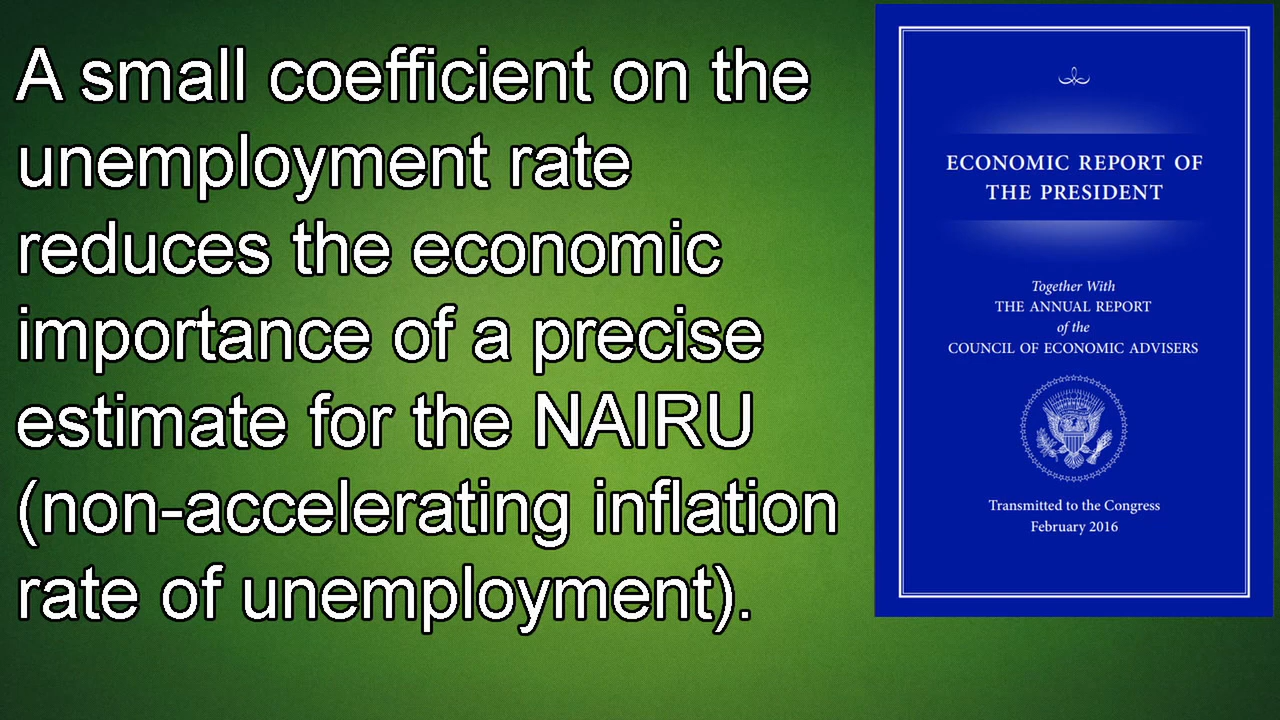 A small coefficient on the
unemployment rate
reduces the economic
importance of a precise
estimate for the NAIRU
(non-accelerating inflation
rate of unemployment).
ECONOMIC REPORT OF
THE PRESIDENT
Together With
THE ANNUAL REPORT
of the
COUNCIL OF ECONOMIC ADVISERS
Transmitted to the Congress
February 2016